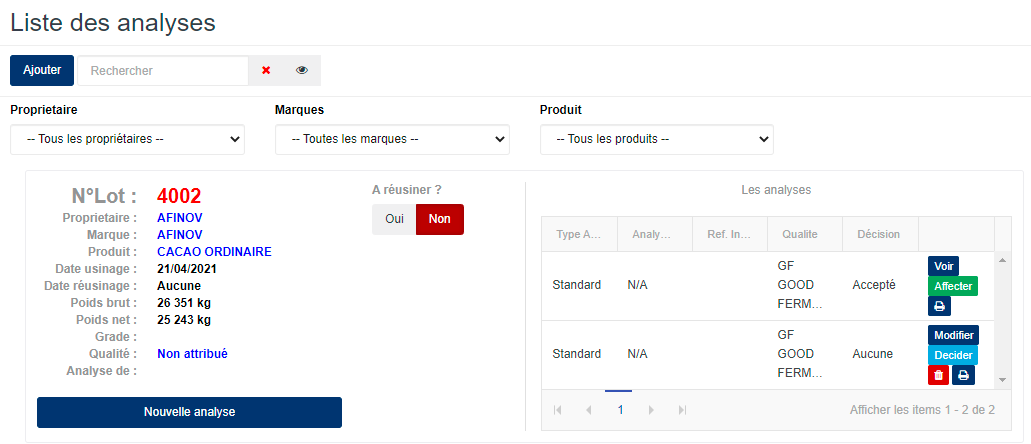 Liste des analyses
Ajouter Rechercher
Proprietaire Marques Produit
-- Tous les propriétaires -- -- Toutes les marques -- -- Tous les produits --
N°Lot : 4002
Proprietaire : AFINOV
Marque : AFINOV
Produit : CACAO ORDINAIRE
Date usinage : 21/04/2021
Date réusinage : Aucune
Poids brut : 26 351 kg
Poids net : 25 243 kg
Grade :
Qualité : Non attribué
Analyse de :
Nouvelle analyse
A réusiner ?
Oui Non
Les analyses
Type A... Analy... Ref. In... Qualite Décision
Standard N/A GF GOOD FERM... Accepté Voir Affecter
Standard N/A GF GOOD FERM... Aucune Modifier Decider
1 Afficher les items 1 - 2 de 2